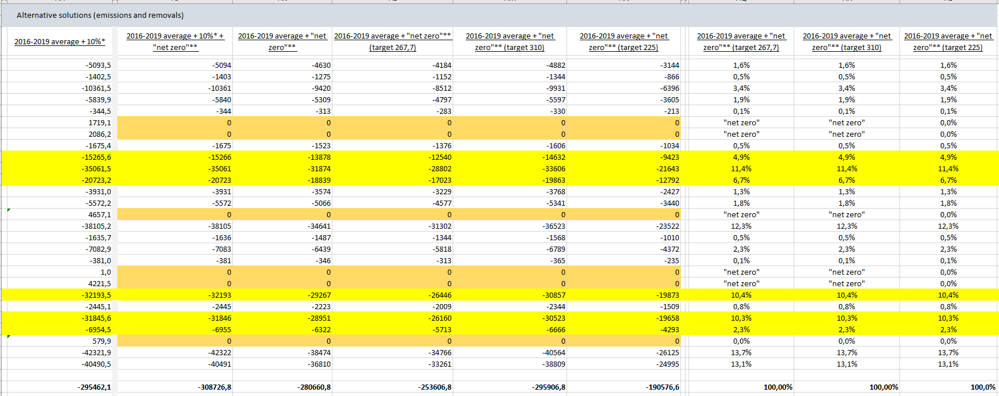 Alternative solutions (emissions and removals)
2016-2019 average + 10%* 2016-2019 average + 10%* + "net zero"** 2016-2019 average + "net zero"** 2016-2019 average + "net zero"** (target 267,7) 2016-2019 average + "net zero"** (target 310) 2016-2019 average + "net zero"** (target 225) 2016-2019 average + "net zero"** (target 267,7) 2016-2019 average + "net zero"** (target 310) 2016-2019 average + "net zero"** (target 225)
-5093,5 -5094 -4630 -4184 -4882 -3144 1,6% 1,6% 1,6%
-1402,5 -1403 -1275 -1152 -1344 -866 0,5% 0,5% 0,5%
-10361,5 -10361 -9420 -8512 -9931 -6396 3,4% 3,4% 3,4%
-5839,9 -5840 -5309 -4797 -5597 -3605 1,9% 1,9% 1,9%
-344,5 -344 -313 -283 -330 -213 0,1% 0,1% 0,1%
1719,1 0 0 0 0 0 "net zero" "net zero" 0,0%
2086,2 0 0 0 0 0 "net zero" "net zero" 0,0%
-1675,4 -1675 -1523 -1376 -1606 -1034 0,5% 0,5% 0,5%
-15265,6 -15266 -13878 -12540 -14632 -9423 4,9% 4,9% 4,9%
-35061,5 -35061 -31874 -28802 -33606 -21643 11,4% 11,4% 11,4%
-20723,2 -20723 -18839 -17023 -19863 -12792 6,7% 6,7% 6,7%
-3931,0 -3931 -3574 -3229 -3768 -2427 1,3% 1,3% 1,3%
-5572,2 -5572 -5066 -4577 -5341 -3440 1,8% 1,8% 1,8%
4657,1 0 0 0 0 0 "net zero" "net zero" 0,0%
-38105,2 -38105 -34641 -31302 -36523 -23522 12,3% 12,3% 12,3%
-1635,7 -1636 -1487 -1344 -1568 -1010 0,5% 0,5% 0,5%
-7082,9 -7083 -6439 -5818 -6789 -4372 2,3% 2,3% 2,3%
-381,0 -381 -346 -313 -365 -235 0,1% 0,1% 0,1%
1,0 0 0 0 0 0 "net zero" "net zero" 0,0%
4221,5 0 0 0 0 0 "net zero" "net zero" 0,0%
-32193,5 -32193 -29267 -26446 -30857 -19873 10,4% 10,4% 10,4%
-2445,1 -2445 -2223 -2009 -2344 -1509 0,8% 0,8% 0,8%
-31845,6 -31846 -28951 -26160 -30523 -19658 10,3% 10,3% 10,3%
-6954,5 -6955 -6322 -5713 -6666 -4293 2,3% 2,3% 2,3%
579,9 0 0 0 0 0 0,0% 0,0% 0,0%
-42321,9 -42322 -38474 -34766 -40564 -26125 13,7% 13,7% 13,7%
-40490,5 -40491 -36810 -33261 -38809 -24995 13,1% 13,1% 13,1%
-295462,1 -308726,8 -280660,8 -253606,8 -295906,8 -190576,6 100,00% 100,00% 100,0%